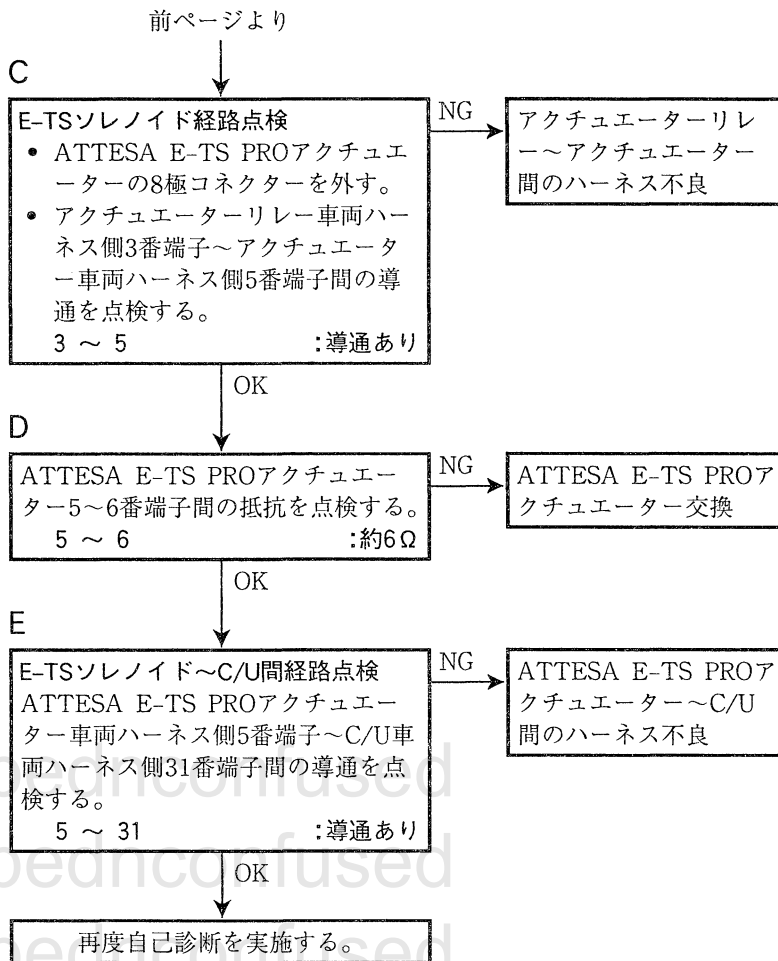 前ページより
C
E-TSソレノイド経路点検
• ATTESA E-TS PROアクチュエ
ーターの8極コネクターを外す。
• アクチュエーターリレー車両ハー
ネス側3番端子～アクチュエータ
ー車両ハーネス側5番端子間の導
通を点検する。
3 ～ 5 :導通あり
NG
アクチュエーターリレ
ー～アクチュエーター
間のハーネス不良
OK
D
ATTESA E-TS PROアクチュエー
ター5～6番端子間の抵抗を点検する。
5 ～ 6 :約6Ω
NG
ATTESA E-TS PROア
クチュエーター交換
OK
E
E-TSソレノイド～C/U間経路点検
ATTESA E-TS PROアクチュエー
ター車両ハーネス側5番端子～C/U車
両ハーネス側31番端子間の導通を点
検する。
5 ～ 31 :導通あり
NG
ATTESA E-TS PROア
クチュエーター～C/U
間のハーネス不良
OK
再度自己診断を実施する。